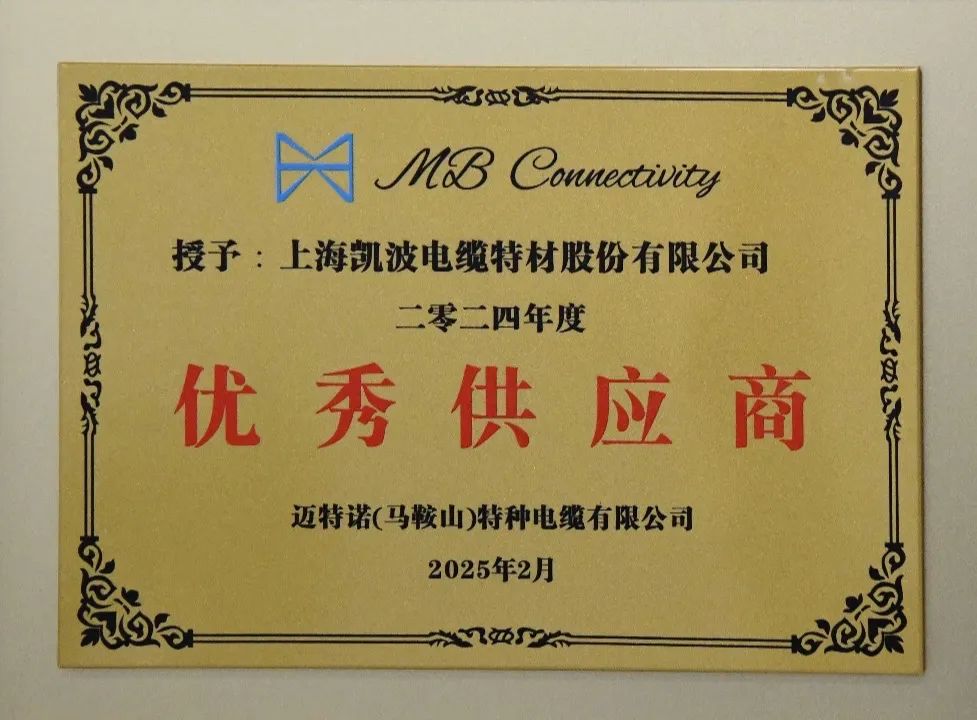 MB Connectivity
授予：上海凯波电缆特材股份有限公司
二零二四年度
优秀供应商
迈特诺(马鞍山)特种电缆有限公司
2025年2月